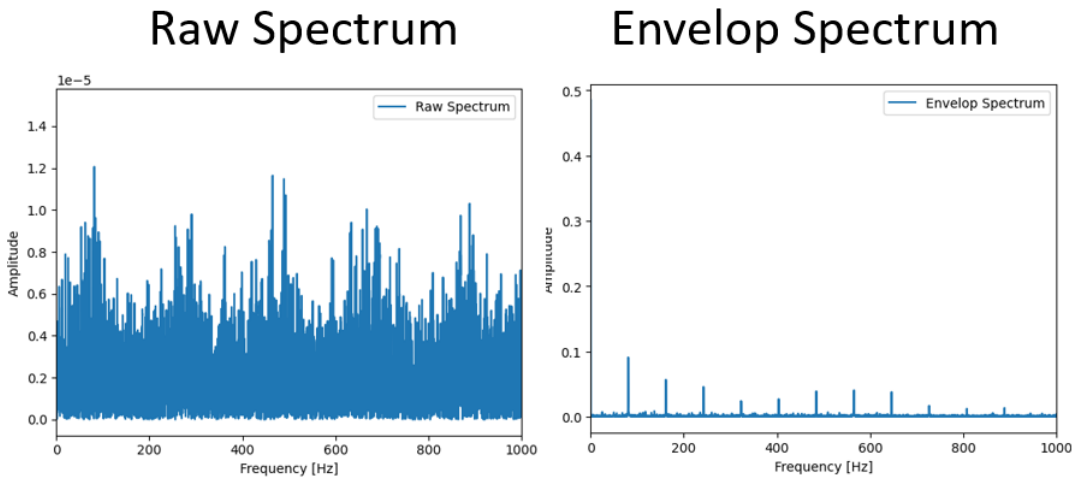 Raw Spectrum
Envelop Spectrum
1e−5
Raw Spectrum
1.4
1.2
1.0
0.8
0.6
0.4
0.2
0.0
Amplitude
0 200 400 600 800 1000
Frequency [Hz]
Envelop Spectrum
0.5
0.4
0.3
0.2
0.1
0.0
Amplitude
0 200 400 600 800 1000
Frequency [Hz]